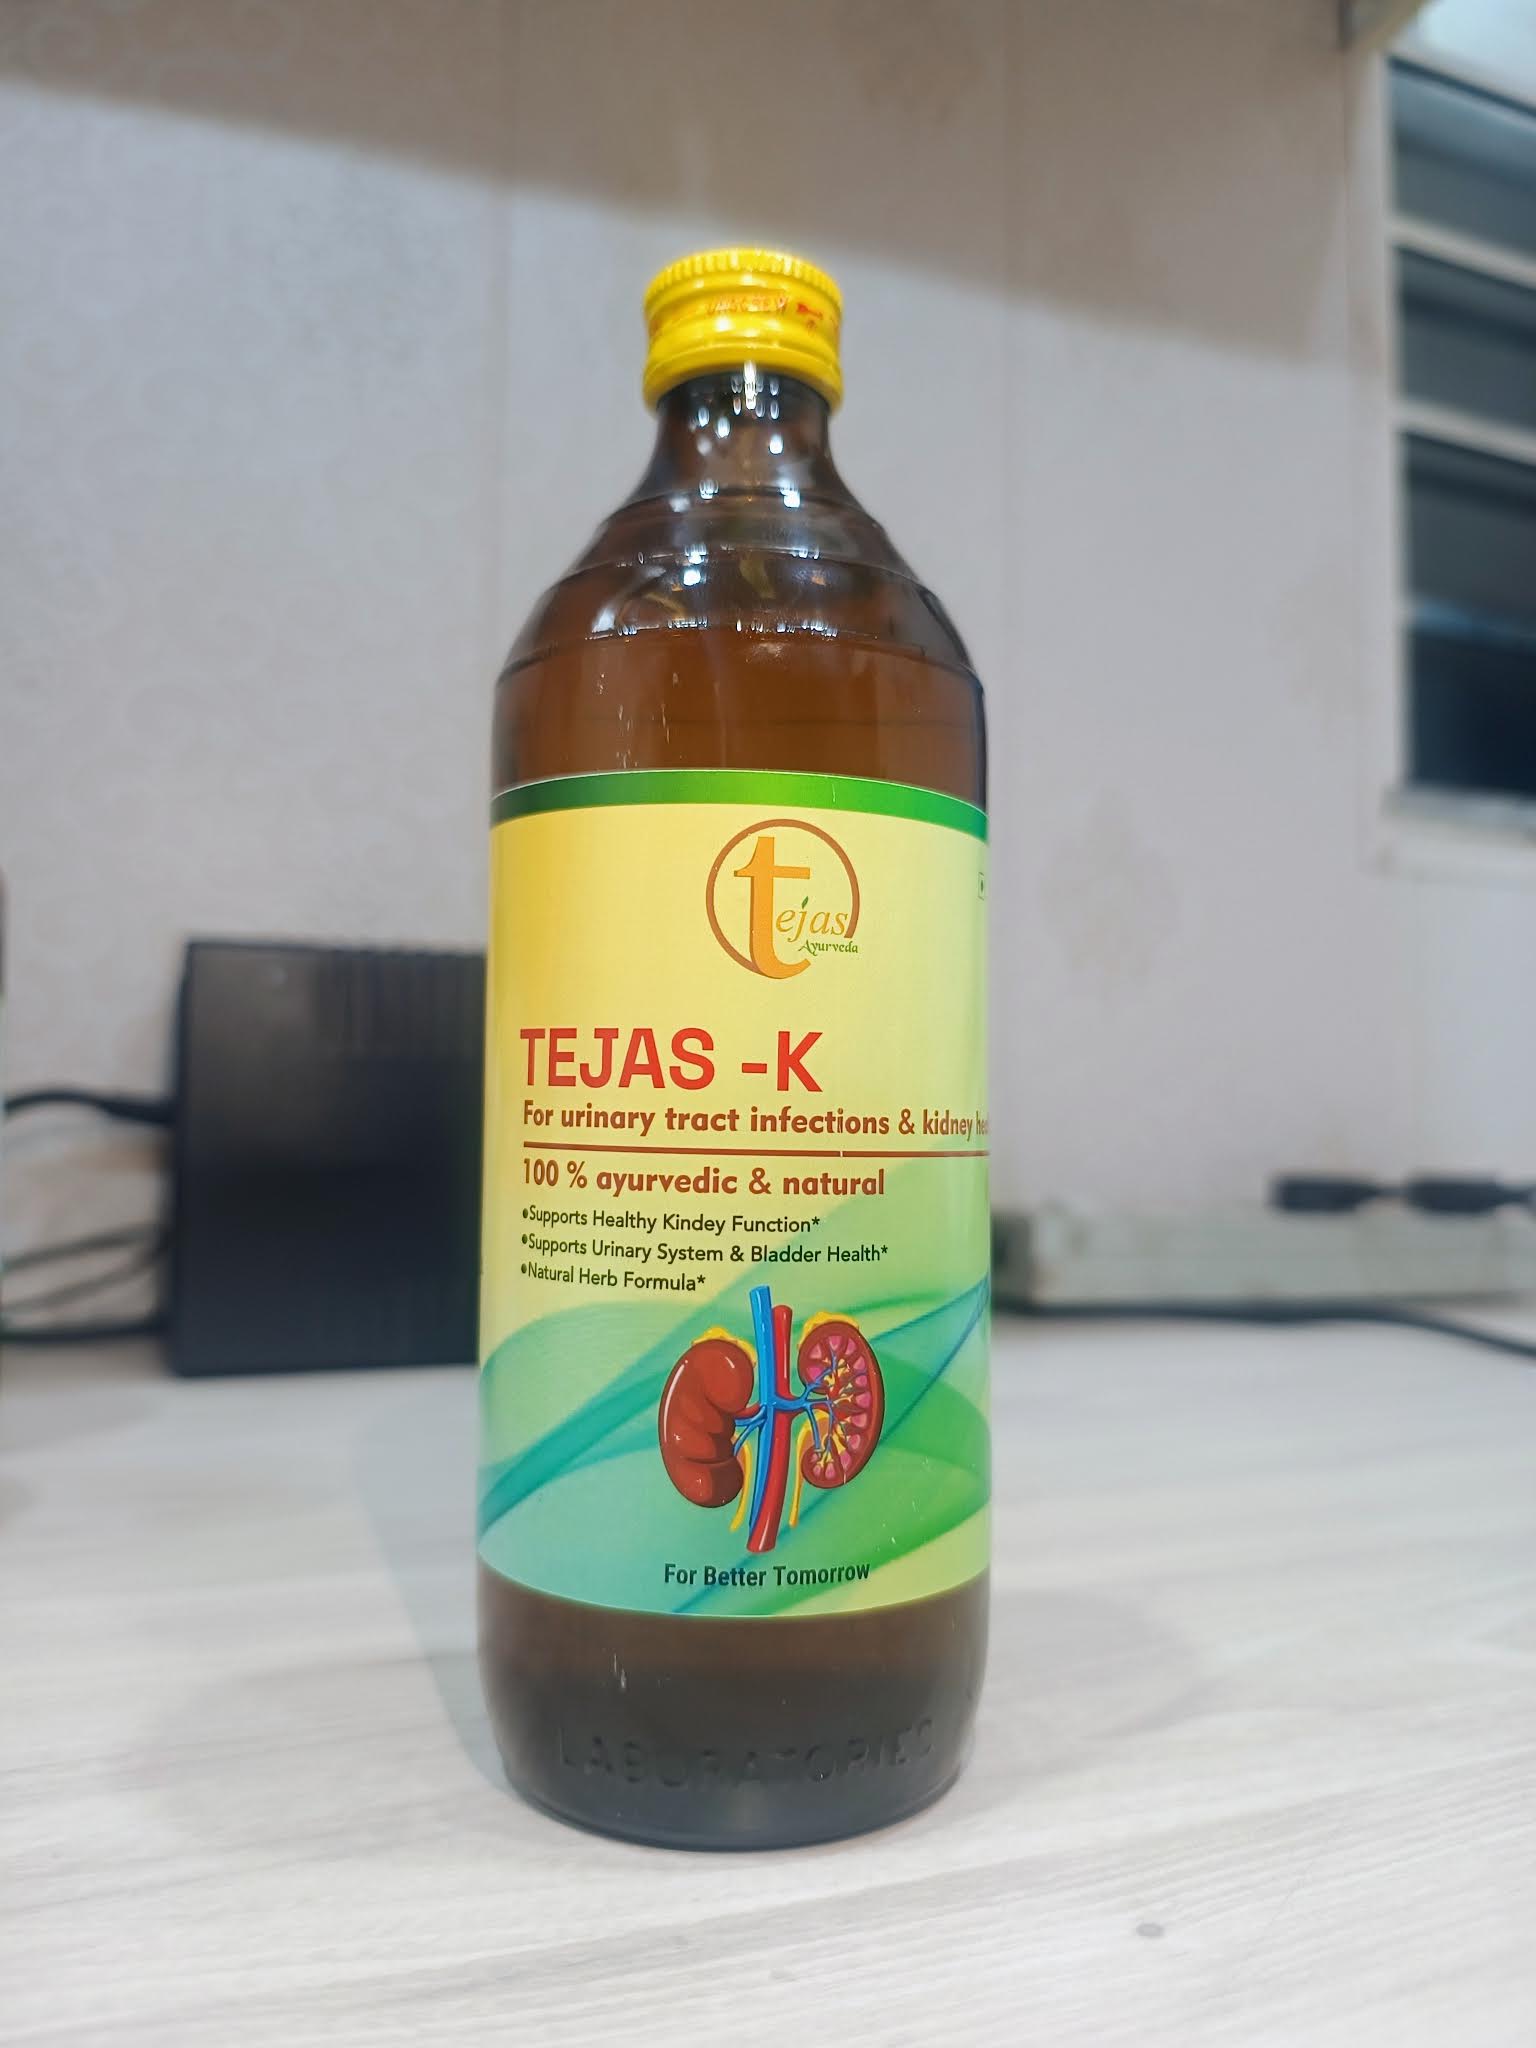 tejas
Ayurveda
TEJAS -K
For urinary tract infections & kidney
100 % ayurvedic & natural
•Supports Healthy Kindey Function*
•Supports Urinary System & Bladder Health*
•Natural Herb Formula*
For Better Tomorrow
LABORATORIES